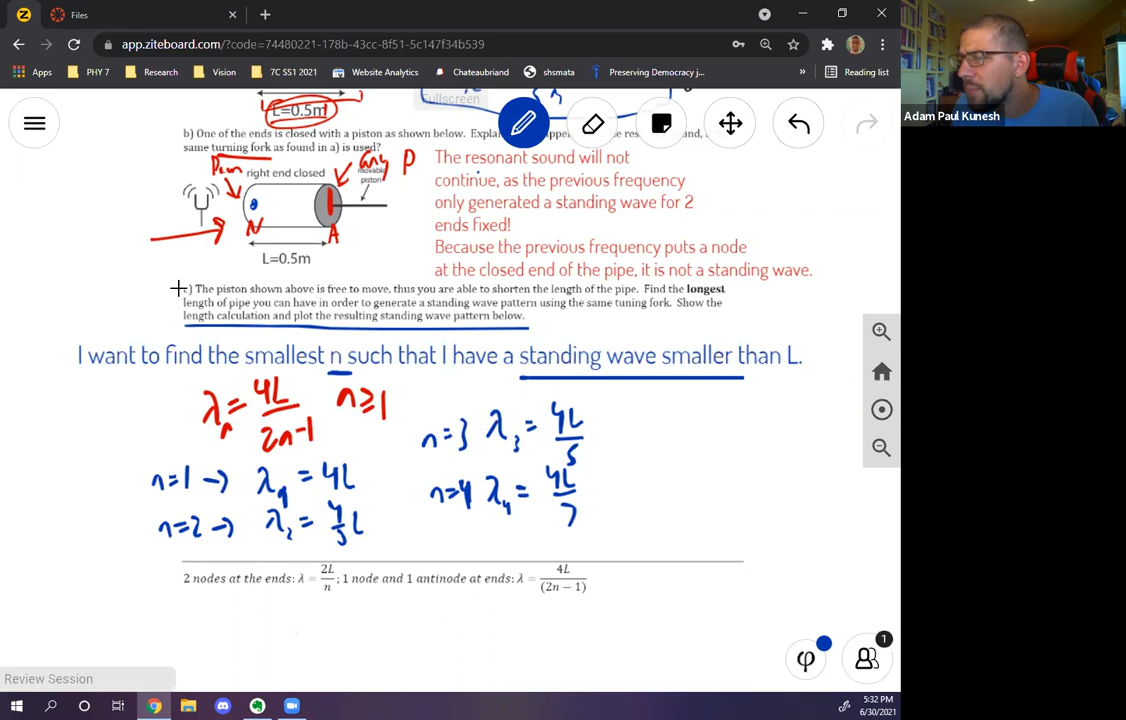 Files
app.ziteboard.com/?code=74480221-178b-43cc-8f51-5c147f34b539
Apps PHY 7 Research Vision 7C SS1 2021 Website Analytics Chateaubriand shsmata Preserving Democracy j... » Reading list
Adam Paul Kunesh
Fullscreen
L=0.5m
b) One of the ends is closed with a piston as shown below.
same turning fork as found in a) is used?
right end closed
any P
movable
piston
N
A
L=0.5m
The resonant sound will not
continue, as the previous frequency
only generated a standing wave for 2
ends fixed!
Because the previous frequency puts a node
at the closed end of the pipe, it is not a standing wave.
c) The piston shown above is free to move, thus you are able to shorten the length of the pipe. Find the longest
length of pipe you can have in order to generate a standing wave pattern using the same tuning fork. Show the
length calculation and plot the resulting standing wave pattern below.
I want to find the smallest n such that I have a standing wave smaller than L.
λn = 4L/2n-1 n≥1
n=1 → λ1 = 4L
n=2 → λ2 = 4/3 L
n=3 λ3 = 4L/5
n=4 λ4 = 4L/7
2 nodes at the ends: λ = 2L/n ; 1 node and 1 antinode at ends: λ = 4L/(2n − 1)
1
Review Session
5:32 PM
6/30/2021